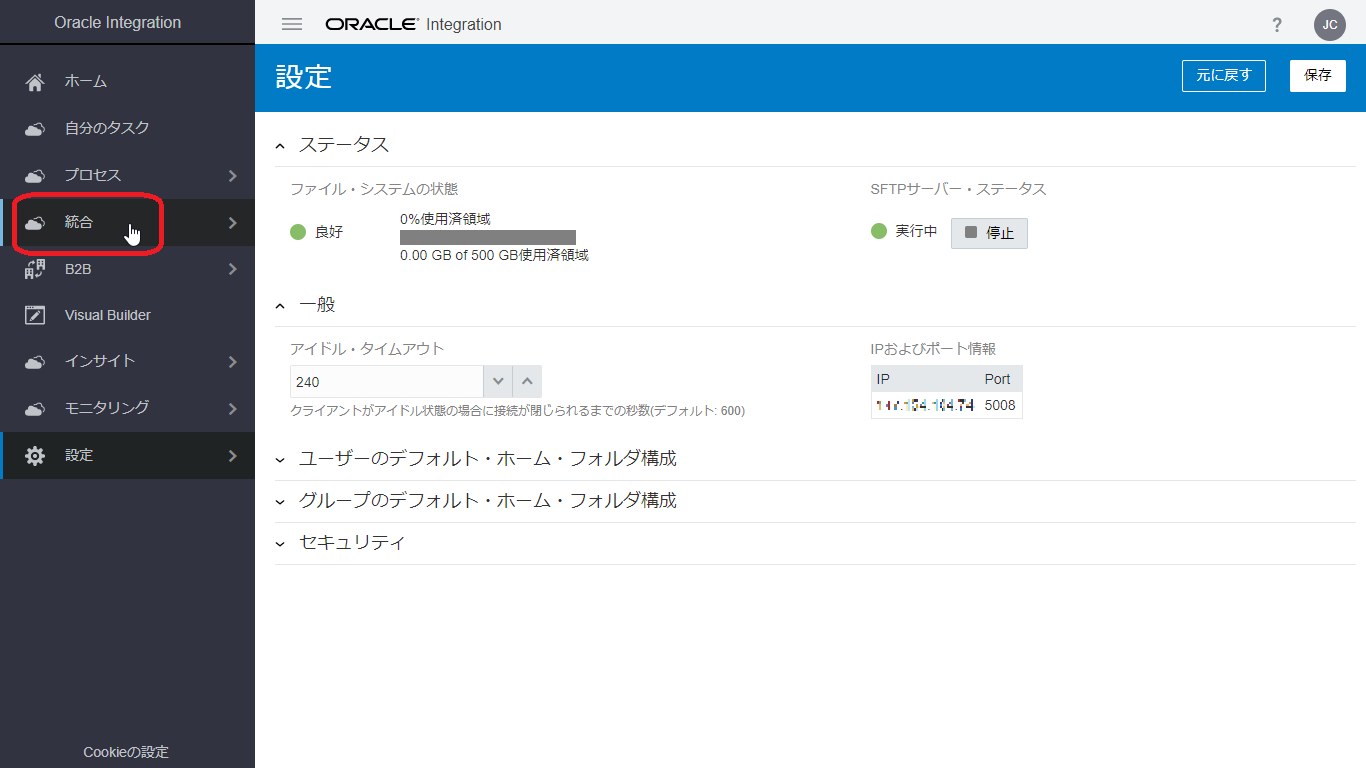 Oracle Integration
ORACLE Integration
?
JC
ホーム
自分のタスク
プロセス
統合
B2B
Visual Builder
インサイト
モニタリング
設定
Cookieの設定
設定
元に戻す
保存
ステータス
ファイル・システムの状態
良好
0%使用済領域
0.00 GB of 500 GB使用済領域
SFTPサーバー・ステータス
実行中
停止
一般
アイドル・タイムアウト
240
クライアントがアイドル状態の場合に接続が閉じられるまでの秒数(デフォルト: 600)
IPおよびポート情報
IP Port
5008
ユーザーのデフォルト・ホーム・フォルダ構成
グループのデフォルト・ホーム・フォルダ構成
セキュリティ